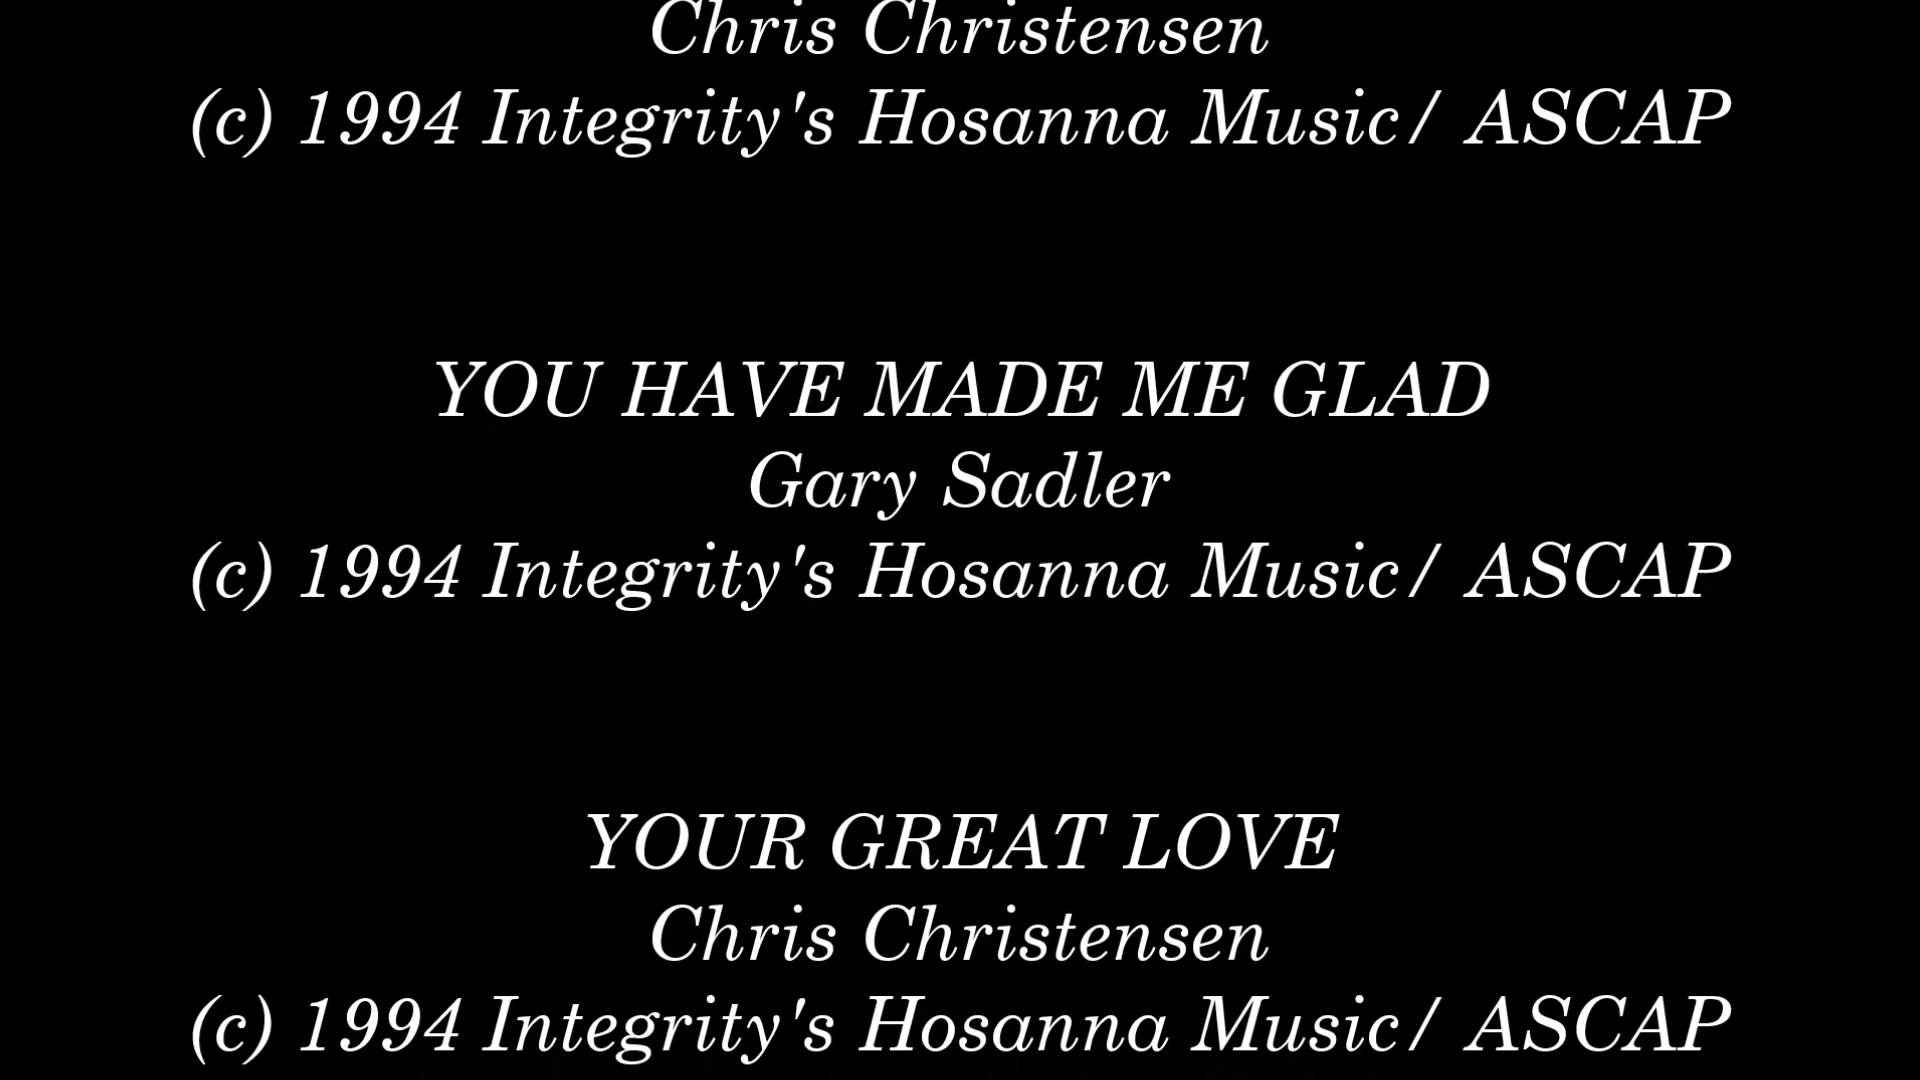 Chris Christensen
(c) 1994 Integrity's Hosanna Music/ ASCAP
YOU HAVE MADE ME GLAD
Gary Sadler
(c) 1994 Integrity's Hosanna Music/ ASCAP
YOUR GREAT LOVE
Chris Christensen
(c) 1994 Integrity's Hosanna Music/ ASCAP